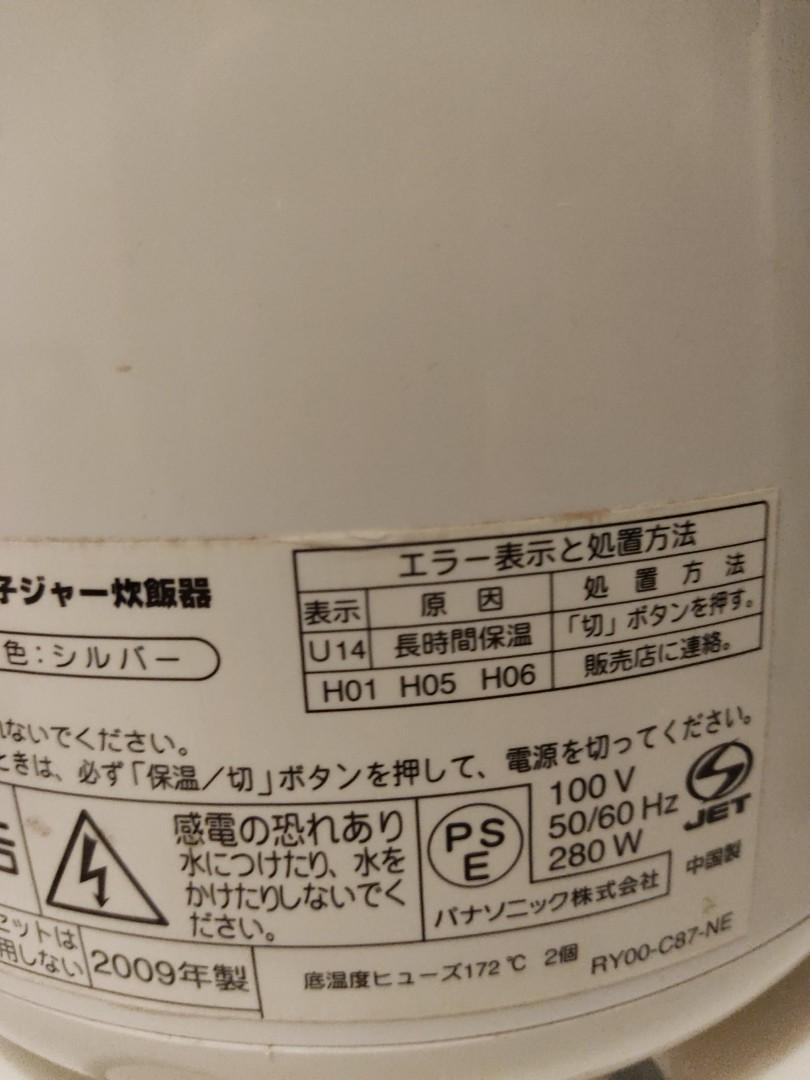 子ジャー炊飯器
色：シルバー
エラー表示と処置方法
表示 原因 処置方法
U14 長時間保温 「切」ボタンを押す。
H01 H05 H06 販売店に連絡。
ないでください。
ときは、必ず「保温／切」ボタンを押して、電源を切ってください。
感電の恐れあり
水につけたり、水を
かけたりしないでく
ださい。
PS
E
100 V
50/60 Hz
280 W
JET
パナソニック株式会社
中国製
セットは
用しない
2009年製
底温度ヒューズ172℃ 2個
RY00-C87-NE